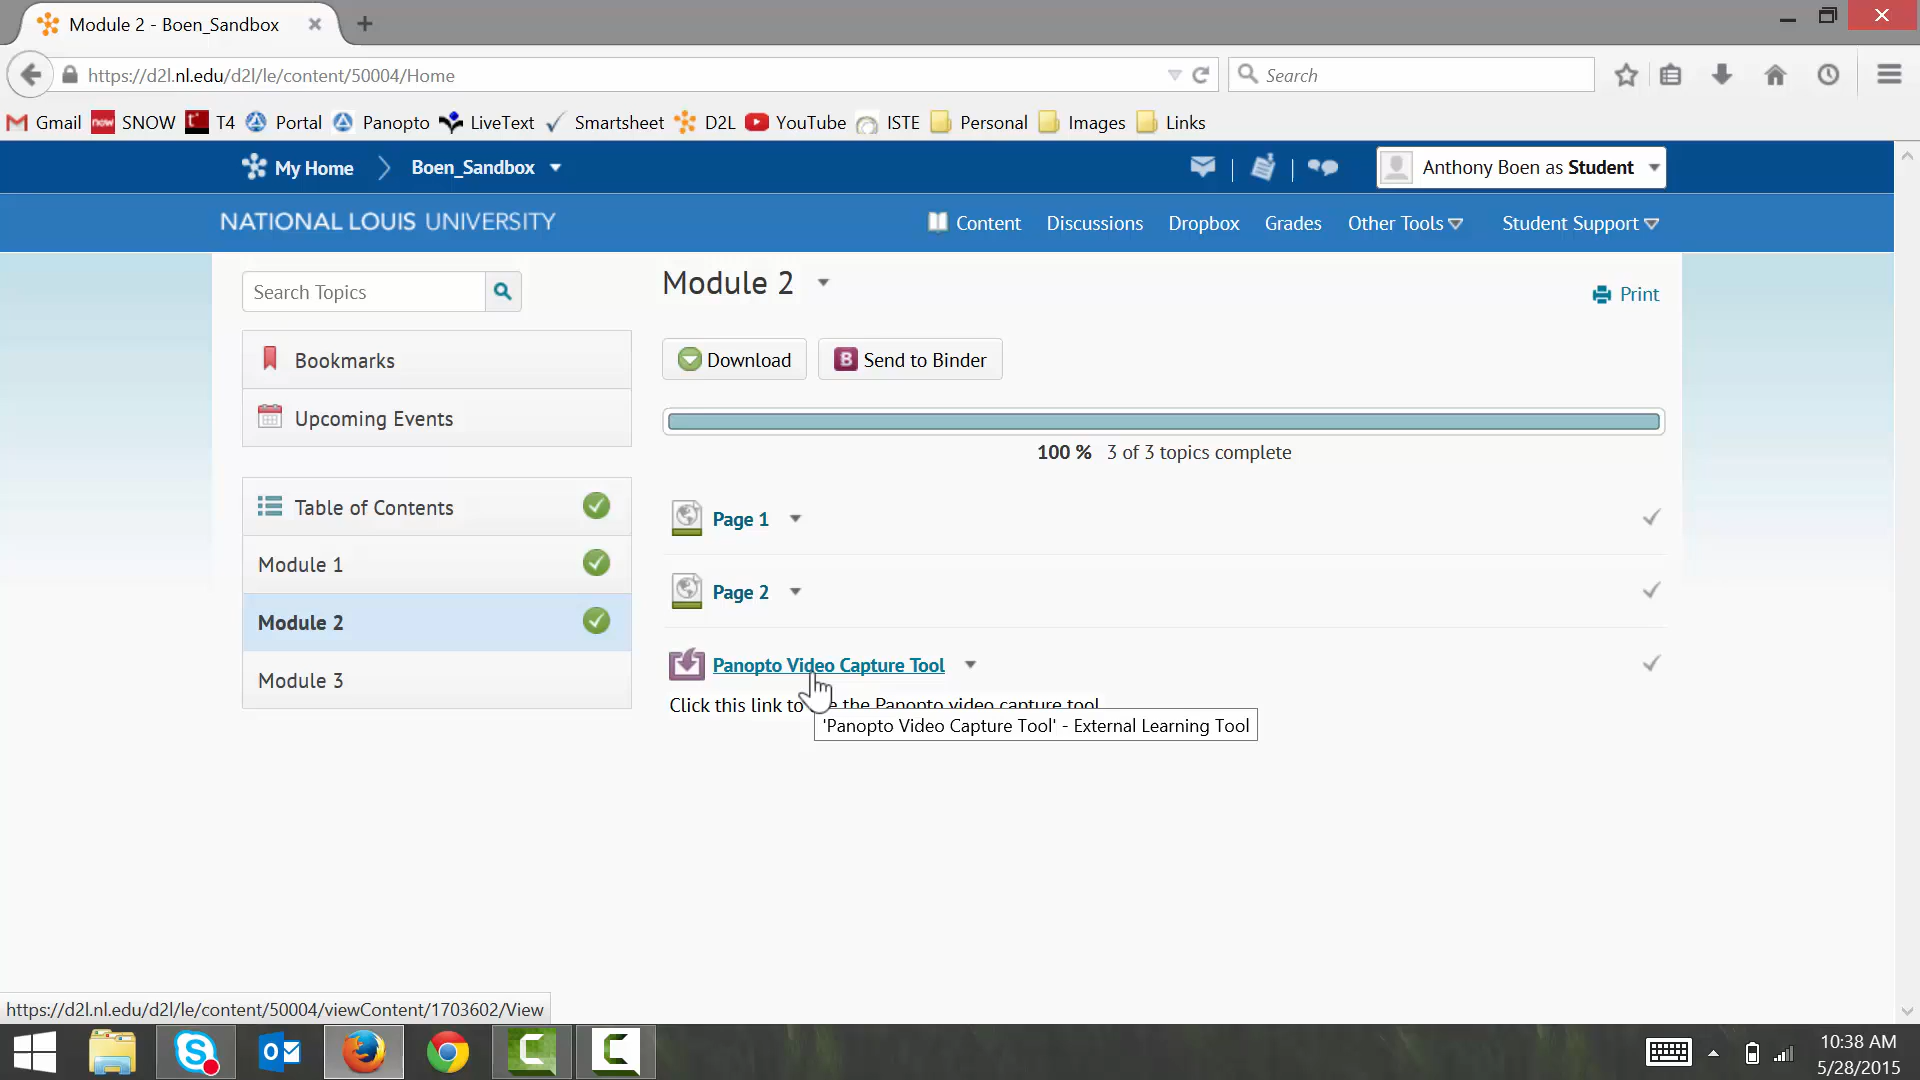 Module 2 - Boen_Sandbox
https://d2l.nl.edu/d2l/le/content/50004/Home
Search
Gmail
now SNOW
T4
Portal
Panopto
LiveText
Smartsheet
D2L
YouTube
ISTE
Personal
Images
Links
My Home
Boen_Sandbox
Anthony Boen as Student
NATIONAL LOUIS UNIVERSITY
Content
Discussions
Dropbox
Grades
Other Tools
Student Support
Search Topics
Module 2
Print
Bookmarks
Upcoming Events
Download
B Send to Binder
100 % 3 of 3 topics complete
Table of Contents
Module 1
Module 2
Module 3
Page 1
Page 2
Panopto Video Capture Tool
Click this link to the Panopto video capture tool
'Panopto Video Capture Tool' - External Learning Tool
https://d2l.nl.edu/d2l/le/content/50004/viewContent/1703602/View
10:38 AM
5/28/2015